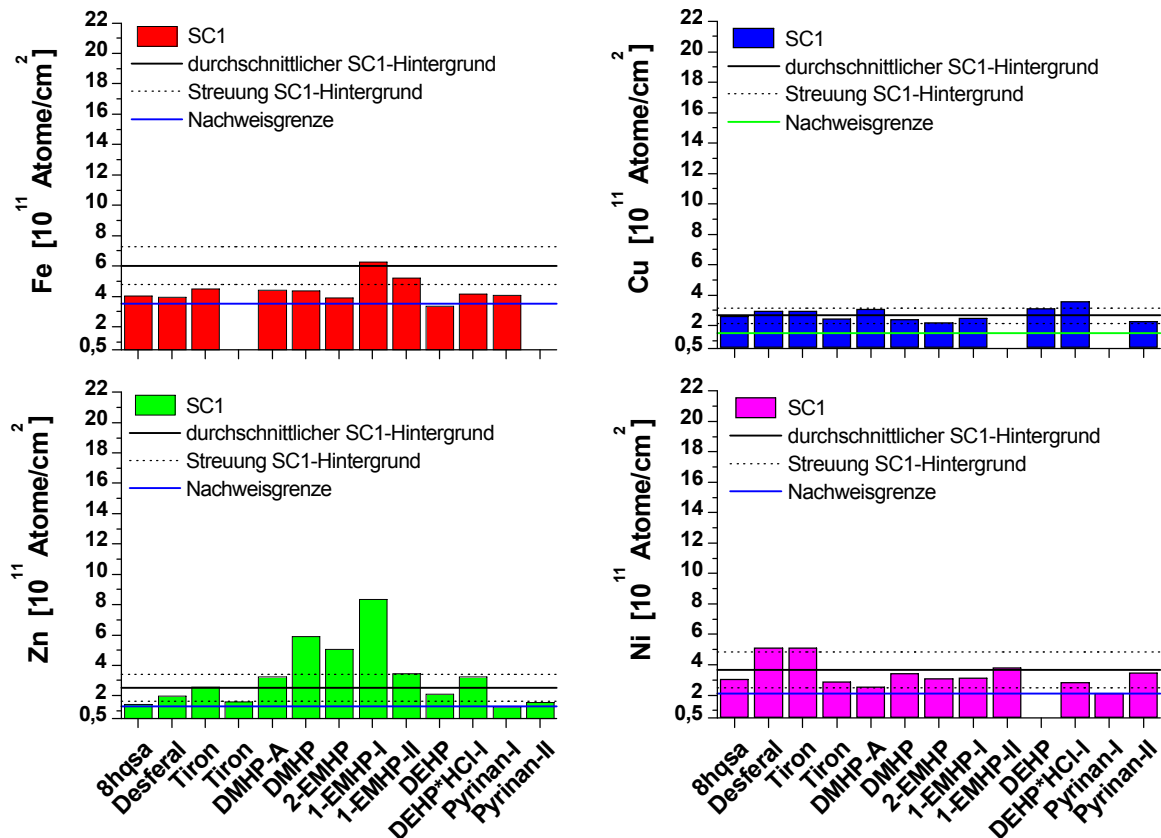 Fe [10^11 Atome/cm^2]
22
20
18
16
14
12
10
8
6
4
2
0,5
SC1
durchschnittlicher SC1-Hintergrund
Streuung SC1-Hintergrund
Nachweisgrenze
Cu [10^11 Atome/cm^2]
22
20
18
16
14
12
10
8
6
4
2
0,5
SC1
durchschnittlicher SC1-Hintergrund
Streuung SC1-Hintergrund
Nachweisgrenze
Zn [10^11 Atome/cm^2]
22
20
18
16
14
12
10
8
6
4
2
0,5
SC1
durchschnittlicher SC1-Hintergrund
Streuung SC1-Hintergrund
Nachweisgrenze
8hqsa
Desferal
Tiron
Tiron
DMHP-A
DMHP
2-EMHP
1-EMHP-I
1-EMHP-II
DEHP
DEHP*HCl-I
Pyrinan-I
Pyrinan-II
Ni [10^11 Atome/cm^2]
22
20
18
16
14
12
10
8
6
4
2
0,5
SC1
durchschnittlicher SC1-Hintergrund
Streuung SC1-Hintergrund
Nachweisgrenze
8hqsa
Desferal
Tiron
Tiron
DMHP-A
DMHP
2-EMHP
1-EMHP-I
1-EMHP-II
DEHP
DEHP*HCl-I
Pyrinan-I
Pyrinan-II